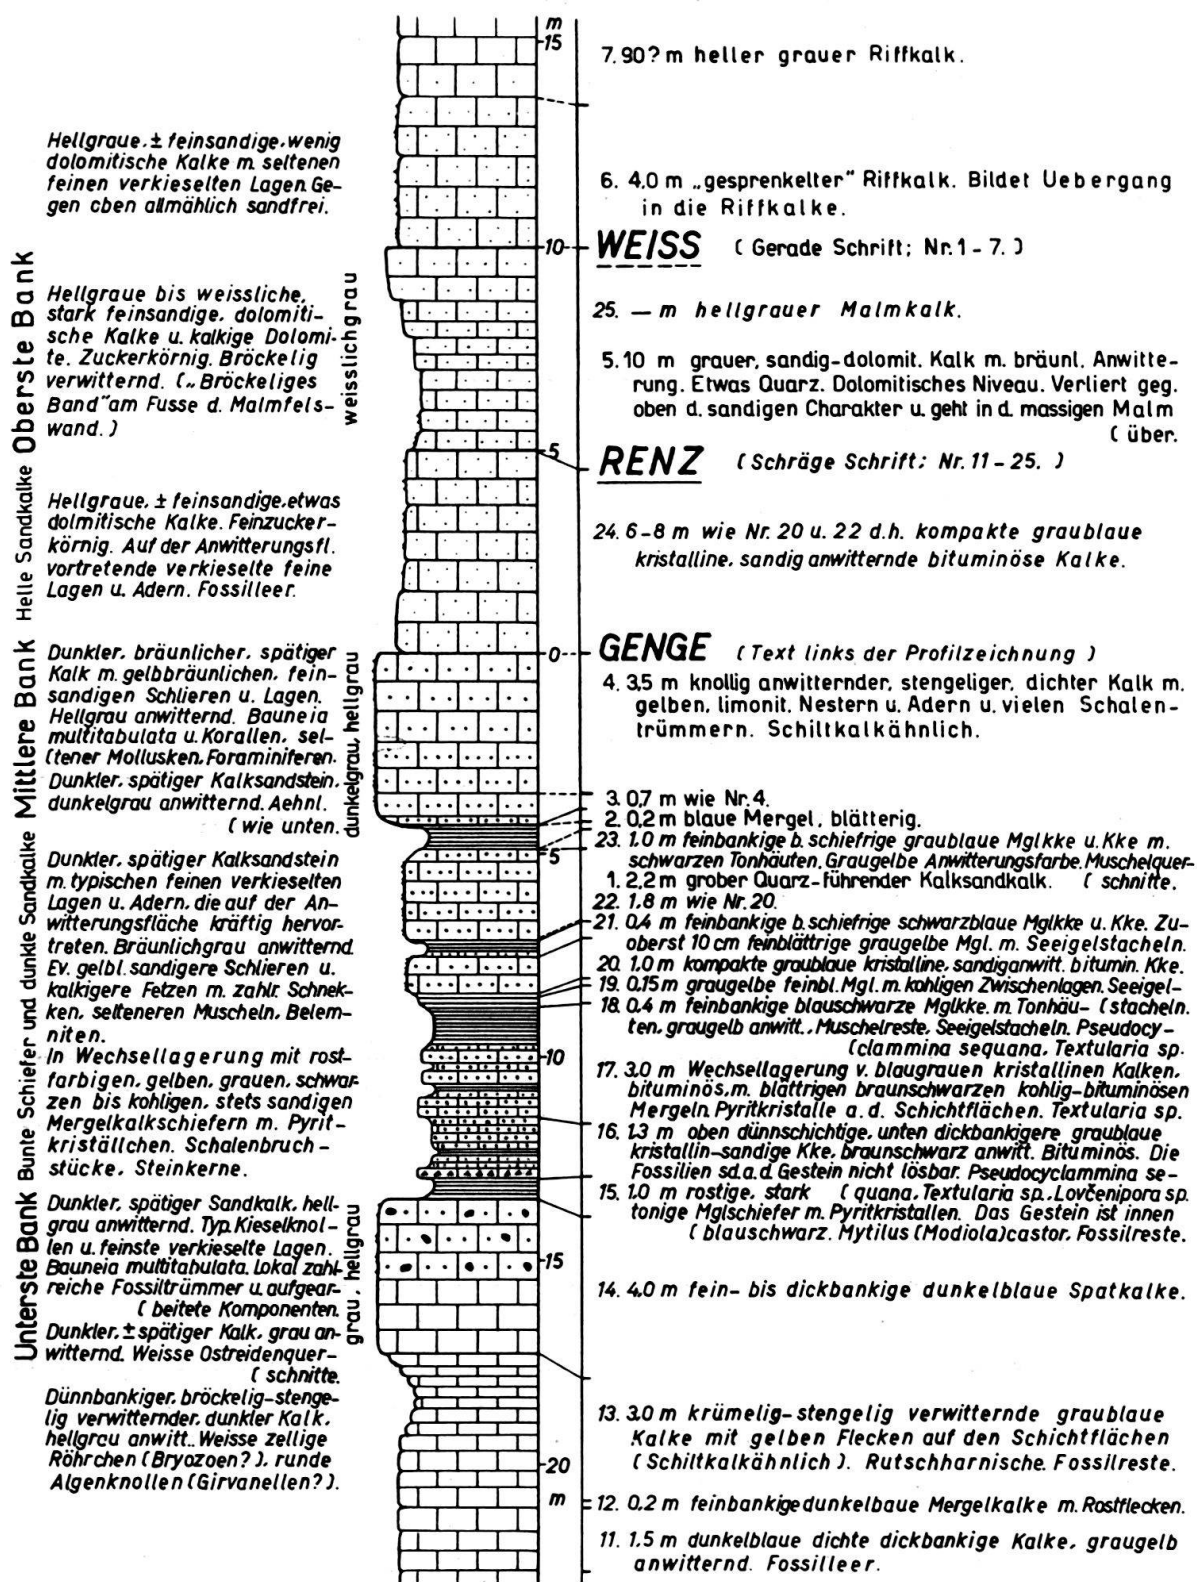 Hellgraue, ± feinsandige, wenig
dolomitische Kalke m. seltenen
feinen verkieselten Lagen. Ge-
gen oben allmählich sandfrei.
Oberste Bank
Hellgraue bis weissliche,
stark feinsandige, dolomiti-
sche Kalke u. kalkige Dolomi-
te. Zuckerkörnig. Bröckelig
verwitternd. („Bröckeliges
Band" am Fusse d. Malmfels-
wand.)
weisslichgrau
Helle Sandkalke
Hellgraue, ± feinsandige, etwas
dolmitische Kalke. Feinzucker-
körnig. Auf der Anwitterungsfl.
vortretende verkieselte feine
Lagen u. Adern. Fossilleer.
Mittlere Bank
Dunkler, bräunlicher, spätiger
Kalk m. gelbbräunlichen, fein-
sandigen Schlieren u. Lagen.
Hellgrau anwitternd. Bauneia
multitabulata u. Korallen, sel-
(tener Mollusken, Foraminiferen.
Dunkler, spätiger Kalksandstein,
dunkelgrau anwitternd. Aehnl.
( wie unten.
dunkelgrau, hellgrau
Bunte Schiefer und dunkle Sandkalke
Dunkler, spätiger Kalksandstein
m. typischen feinen verkieselten
Lagen u. Adern, die auf der An-
witterungsfläche kräftig hervor-
treten. Bräunlichgrau anwitternd.
Ev. gelbl. sandigere Schlieren u.
kalkigere Fetzen m. zahlr. Schnek-
ken, selteneren Muscheln, Belem-
niten.
In Wechsellagerung mit rost-
farbigen, gelben, grauen, schwar-
zen bis kohligen, stets sandigen
Mergelkalkschiefern m. Pyrit-
kriställchen. Schalenbruch-
stücke, Steinkerne.
Unterste Bank
Dunkler, spätiger Sandkalk, hell-
grau anwitternd. Typ. Kieselknol-
len u. feinste verkieselte Lagen.
Bauneia multitabulata. Lokal zahl-
reiche Fossiltrümmer u. aufgear-
( beitete Komponenten.
Dunkler, ± spätiger Kalk, grau an-
witternd. Weisse Ostreidenquer-
( schnitte.
grau, hellgrau
Dünnbankiger, bröckelig-stenge-
lig verwitternder, dunkler Kalk,
hellgrau anwitt.. Weisse zellige
Röhrchen (Bryozoen?), runde
Algenknollen (Girvanellen?).
m
15
10
5
0
5
10
15
20
m
7. 90? m heller grauer Riffkalk.
6. 4,0 m „gesprenkelter" Riffkalk. Bildet Uebergang
in die Riffkalke.
WEISS ( Gerade Schrift; Nr. 1 - 7. )
25. — m hellgrauer Malmkalk.
5. 10 m grauer, sandig-dolomit. Kalk m. bräunl. Anwitte-
rung. Etwas Quarz. Dolomitisches Niveau. Verliert geg.
oben d. sandigen Charakter u. geht in d. massigen Malm
( über.
RENZ ( Schräge Schrift; Nr. 11 - 25. )
24. 6-8 m wie Nr. 20 u. 22 d.h. kompakte graublaue
kristalline, sandig anwitternde bituminöse Kalke.
GENGE ( Text links der Profilzeichnung )
4. 3,5 m knollig anwitternder, stengeliger, dichter Kalk m.
gelben, limonit. Nestern u. Adern u. vielen Schalen-
trümmern. Schiltkalkähnlich.
3. 0,7 m wie Nr. 4.
2. 0,2 m blaue Mergel, blätterig.
23. 1.0 m feinbankige b. schiefrige graublaue Mglkke u. Kke m.
schwarzen Tonhäuten. Graugelbe Anwitterungsfarbe. Muschelquer-
1. 2,2 m grober Quarz-führender Kalksandkalk. ( schnitte.
22. 1.8 m wie Nr. 20.
21. 0,4 m feinbankige b. schiefrige schwarzblaue Mglkke u. Kke. Zu-
oberst 10 cm feinblättrige graugelbe Mgl. m. Seeigelstacheln.
20. 1.0 m kompakte graublaue kristalline, sandiganwitt. bitumin. Kke.
19. 0,15 m graugelbe feinbl. Mgl. m. kohligen Zwischenlagen. Seeigel-
18. 0,4 m feinbankige blauschwarze Mglkke. m. Tonhäu- ( stacheln.
ten, graugelb anwitt.. Muschelreste, Seeigelstacheln. Pseudocy-
( clammina sequana, Textularia sp.
17. 3,0 m Wechsellagerung v. blaugrauen kristallinen Kalken,
bituminös, m. blättrigen braunschwarzen kohlig-bituminösen
Mergeln. Pyritkristalle a. d. Schichtflächen. Textularia sp.
16. 1,3 m oben dünnschichtige, unten dickbankigere graublaue
kristallin-sandige Kke, braunschwarz anwitt. Bituminös. Die
Fossilien sd. a. d. Gestein nicht lösbar. Pseudocyclammina se-
15. 1.0 m rostige, stark ( quana, Textularia sp., Lovčenipora sp.
tonige Mglschiefer m. Pyritkristallen. Das Gestein ist innen
( blauschwarz. Mytilus (Modiola) castor, Fossilreste.
14. 4,0 m fein- bis dickbankige dunkelblaue Spatkalke.
13. 3,0 m krümelig-stengelig verwitternde graublaue
Kalke mit gelben Flecken auf den Schichtflächen
( Schiltkalkähnlich ). Rutschharnische. Fossilreste.
12. 0,2 m feinbankige dunkelbaue Mergelkalke m. Rostflecken.
11. 1.5 m dunkelblaue dichte dickbankige Kalke, graugelb
anwitternd. Fossilleer.